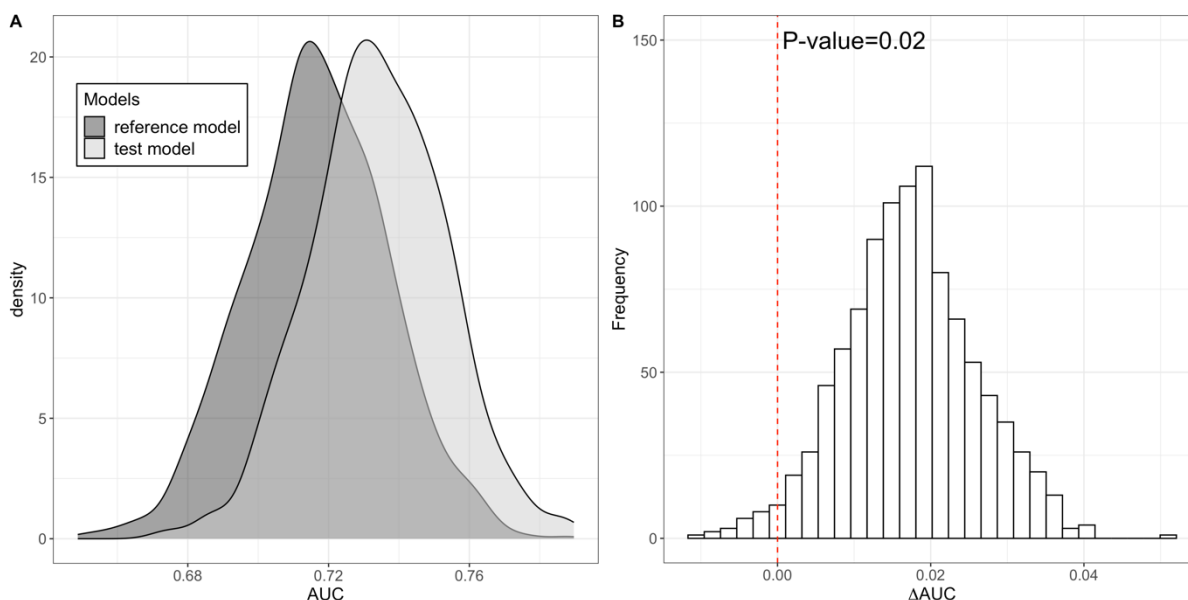 A
density
20
15
10
5
0
Models
reference model
test model
0.68
0.72
0.76
AUC
B
P-value=0.02
Frequency
150
100
50
0
0.00
0.02
0.04
ΔAUC